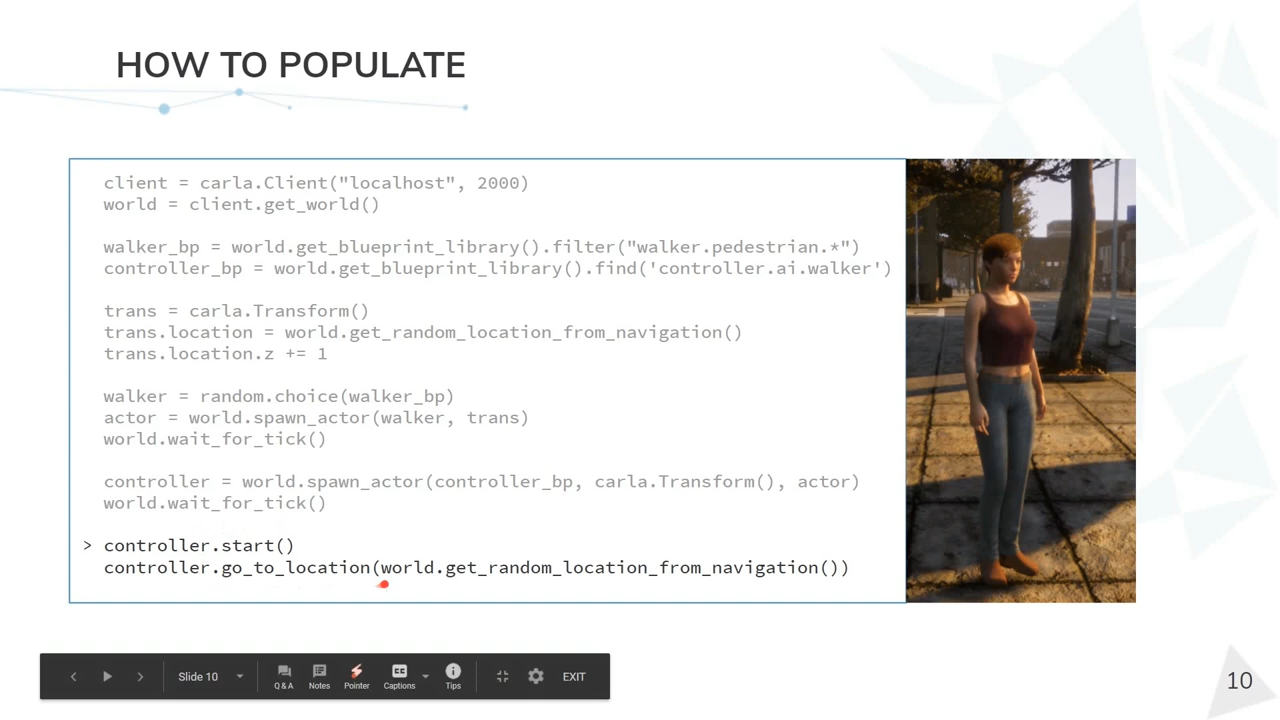 HOW TO POPULATE
client = carla.Client("localhost", 2000)
world = client.get_world()
walker_bp = world.get_blueprint_library().filter("walker.pedestrian.*")
controller_bp = world.get_blueprint_library().find('controller.ai.walker')
trans = carla.Transform()
trans.location = world.get_random_location_from_navigation()
trans.location.z += 1
walker = random.choice(walker_bp)
actor = world.spawn_actor(walker, trans)
world.wait_for_tick()
controller = world.spawn_actor(controller_bp, carla.Transform(), actor)
world.wait_for_tick()
> controller.start()
controller.go_to_location(world.get_random_location_from_navigation())
Slide 10
Q & A
Notes
Pointer
CC
Captions
Tips
EXIT
10